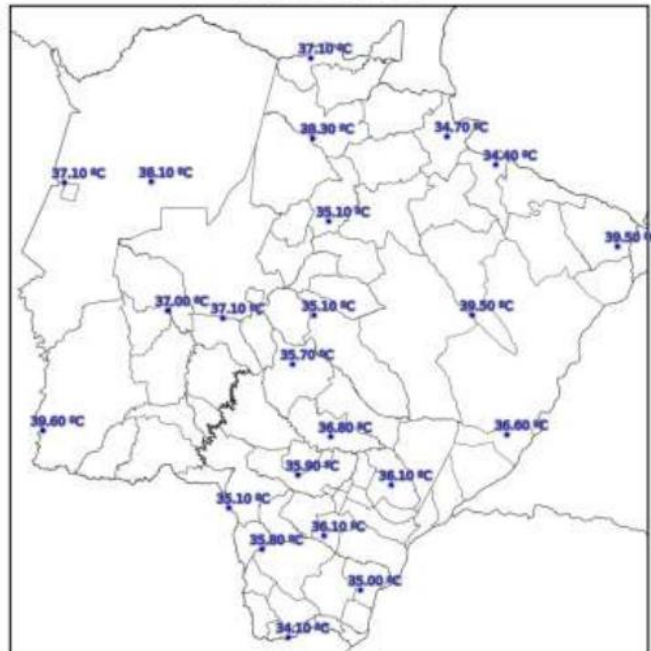 37.10 ºC
38.30 ºC
34.70 ºC
34.40 ºC
37.10 ºC
36.10 ºC
35.10 ºC
39.50 º
37.00 ºC
37.10 ºC
35.10 ºC
39.50 ºC
35.70 ºC
39.60 ºC
36.80 ºC
36.60 ºC
35.90 ºC
36.10 ºC
35.10 ºC
36.10 ºC
35.80 ºC
35.00 ºC
34.10 ºC